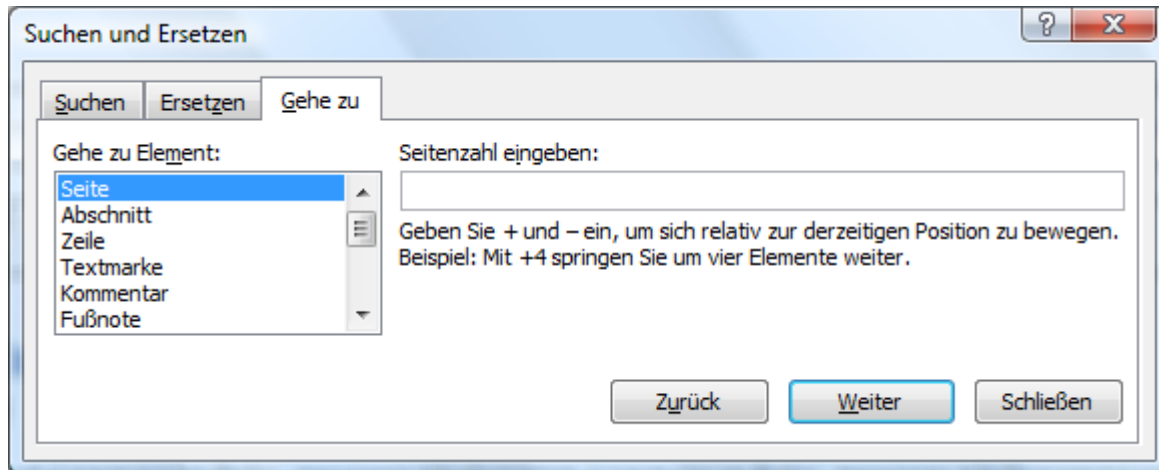 Suchen und Ersetzen
Suchen
Ersetzen
Gehe zu
Gehe zu Element:
Seite
Abschnitt
Zeile
Textmarke
Kommentar
Fußnote
Seitenzahl eingeben:
Geben Sie + und – ein, um sich relativ zur derzeitigen Position zu bewegen.
Beispiel: Mit +4 springen Sie um vier Elemente weiter.
Zurück
Weiter
Schließen